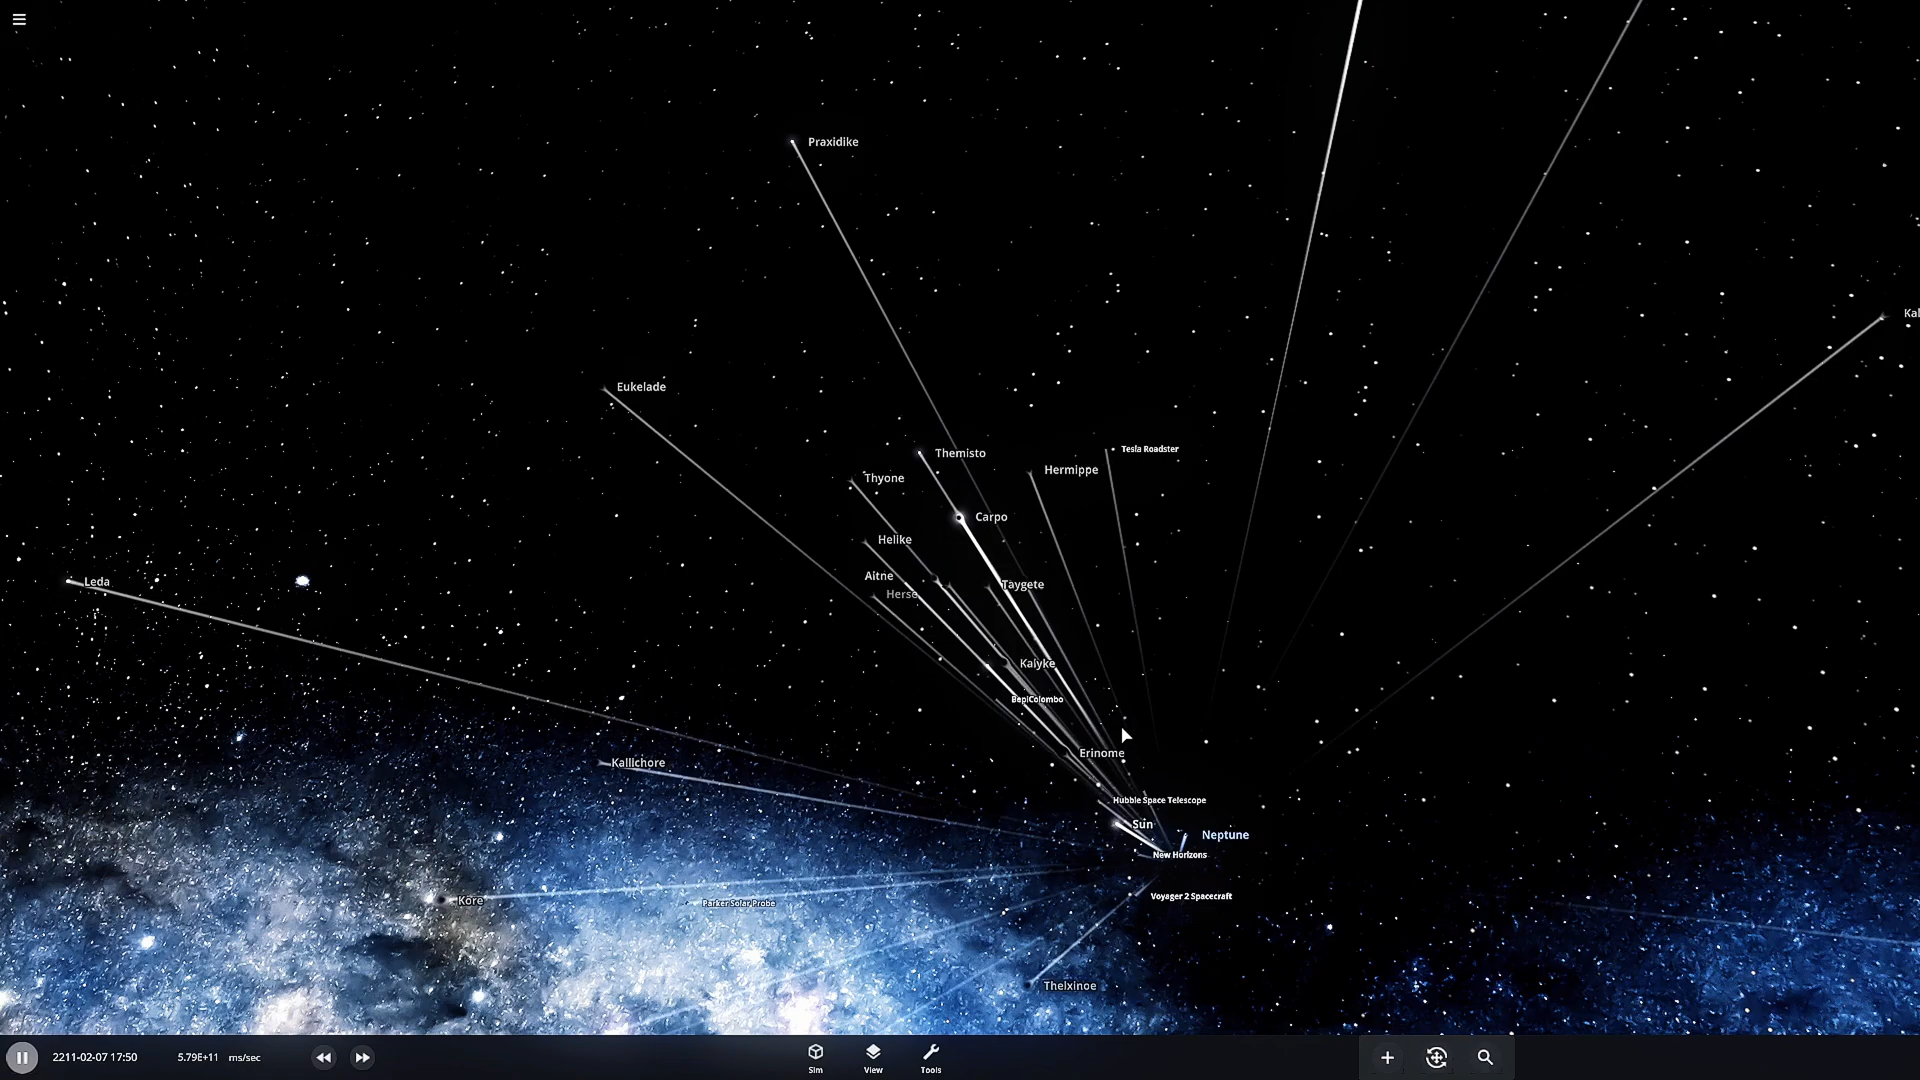 Praxidike
Kal
Eukelade
Tesla Roadster
Themisto
Hermippe
Thyone
Carpo
Helike
Aitne
Leda
Taygete
Herse
Kalyke
BepiColombo
Erinome
Kallichore
Hubble Space Telescope
Sun
Neptune
New Horizons
Voyager 2 Spacecraft
Kore
Parker Solar Probe
Thelxinoe
2211-02-07 17:50 5.79E+11 ms/sec
Sim View Tools